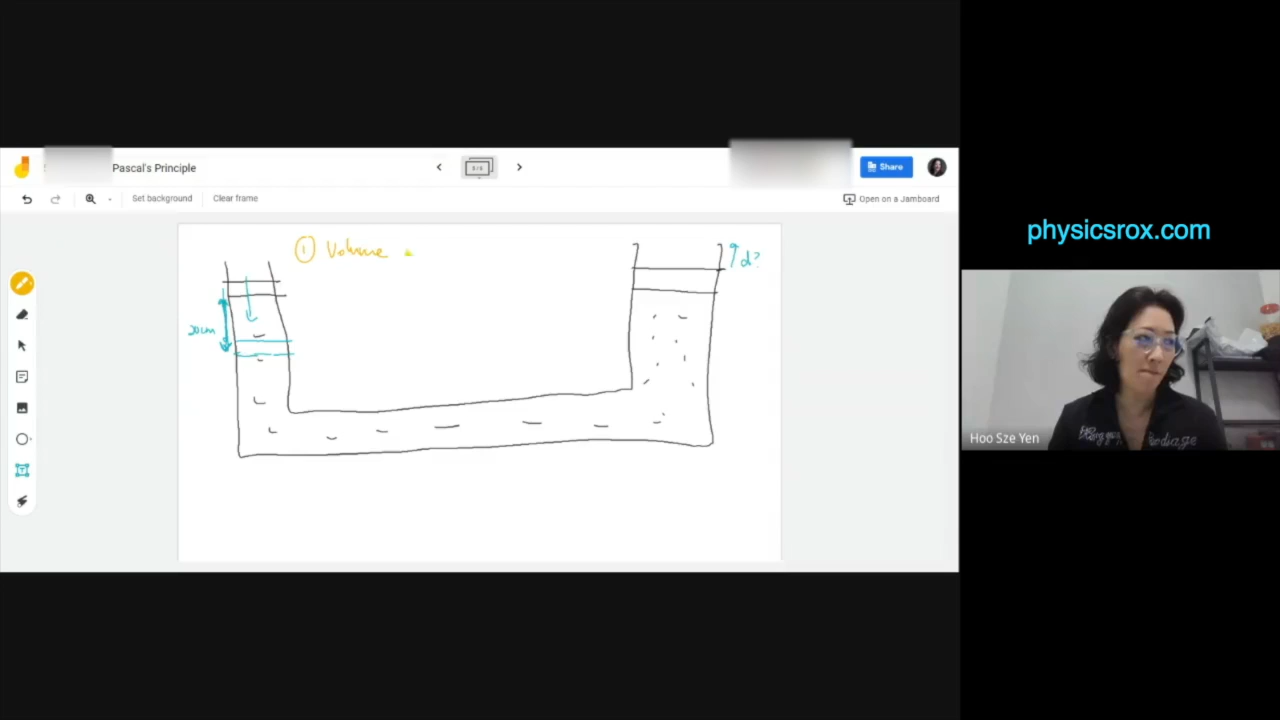 Pascal's Principle
Share
Set background
Clear frame
Open on a Jamboard
① Volume
d?
20cm
physicsrox.com
Hoo Sze Yen